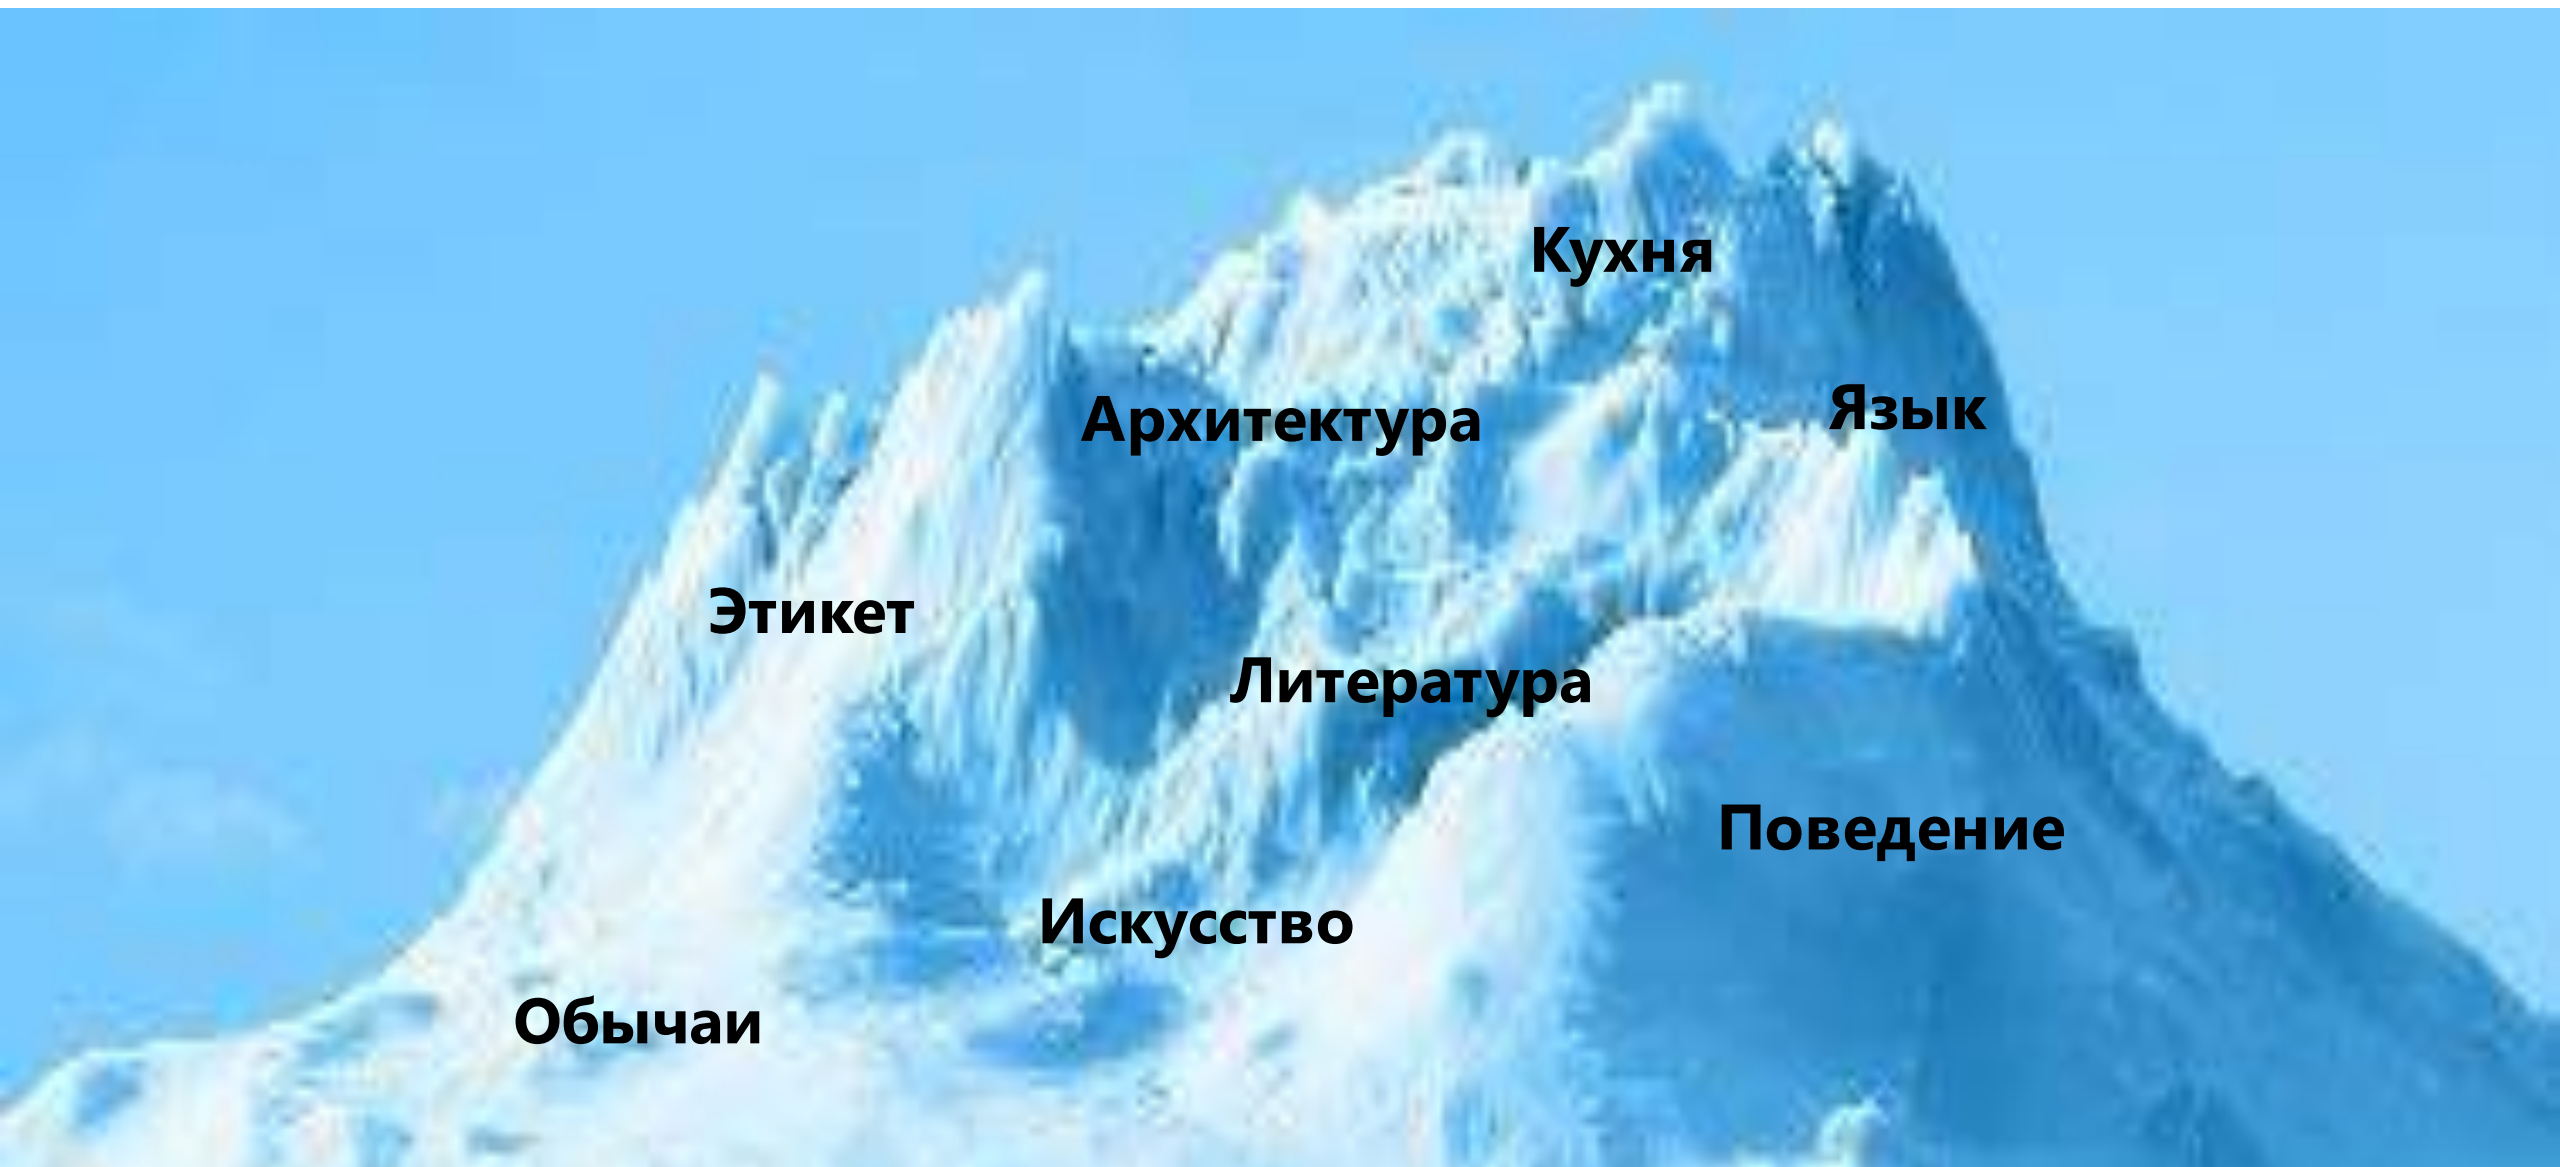 Кухня
Архитектура
Язык
Этикет
Литература
Поведение
Искусство
Обычаи